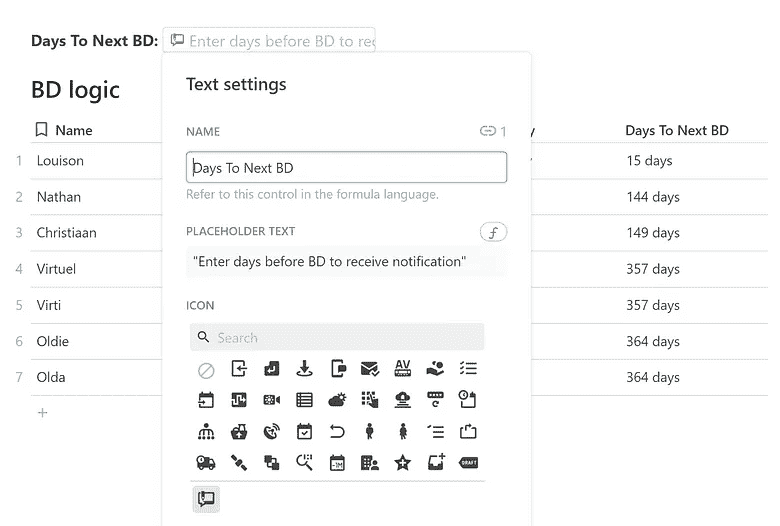 Days To Next BD: Enter days before BD to re
BD logic
Text settings
NAME 1
Days To Next BD
Refer to this control in the formula language.
PLACEHOLDER TEXT f
"Enter days before BD to receive notification"
ICON
Search
AV
-1M
DRAFT
Name y Days To Next BD
1 Louison 15 days
2 Nathan 144 days
3 Christiaan 149 days
4 Virtuel 357 days
5 Virti 357 days
6 Oldie 364 days
7 Olda 364 days
+